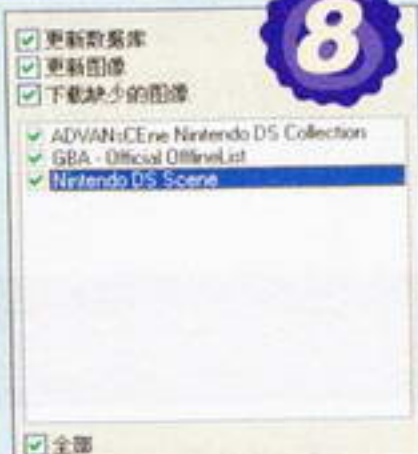 8
更新数据库
更新图像
下载缺少的图像
ADVANsCEne Nintendo DS Collection
GBA - Official OfflineList
Nintendo DS Scene
全部